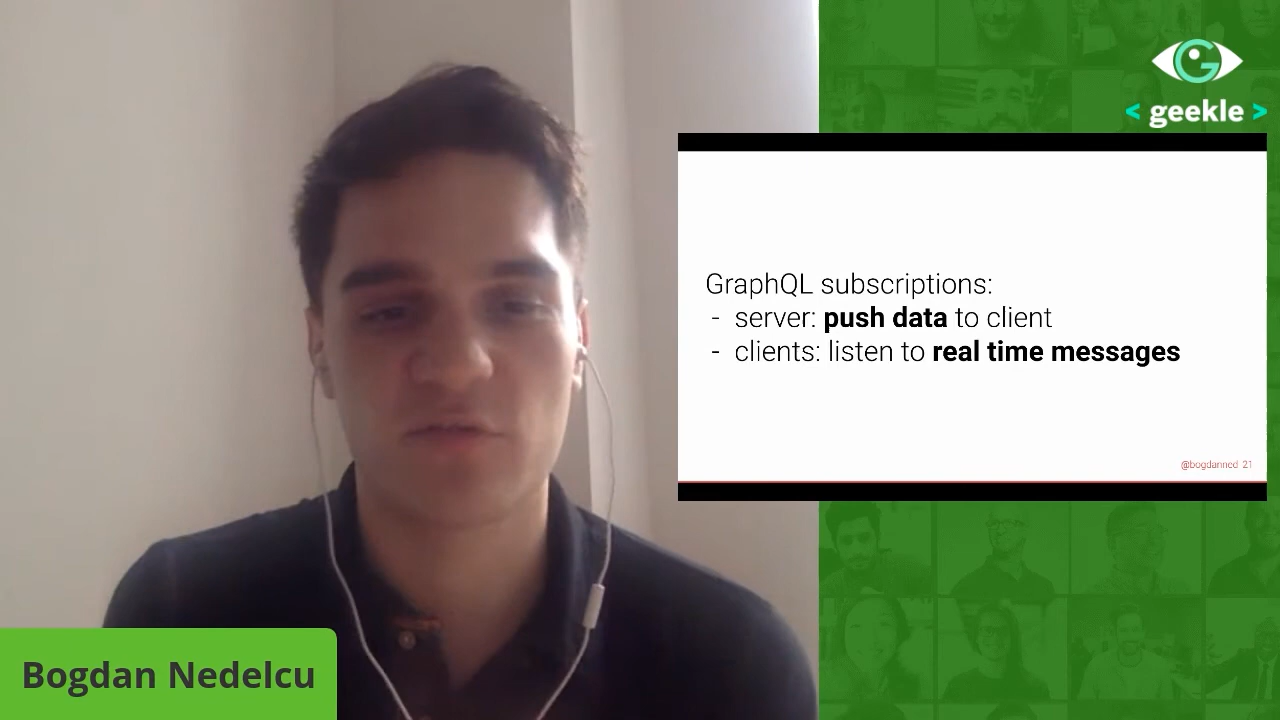 < geekle >
GraphQL subscriptions:
- server: push data to client
- clients: listen to real time messages
@bogdanned 21
Bogdan Nedelcu